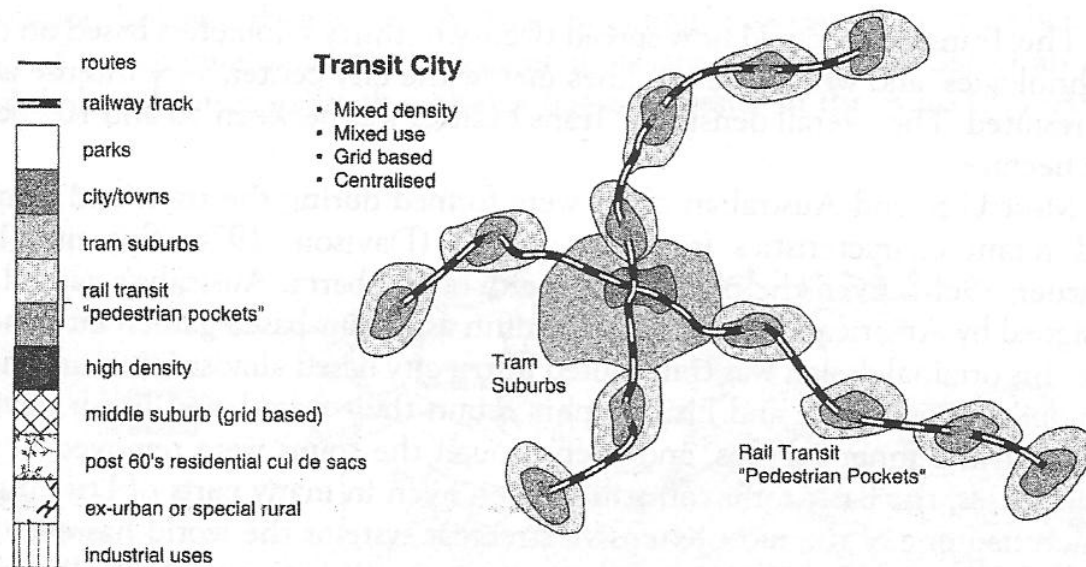 routes
railway track
parks
city/towns
tram suburbs
rail transit
"pedestrian pockets"
high density
middle suburb (grid based)
post 60's residential cul de sacs
ex-urban or special rural
industrial uses
Transit City
• Mixed density
• Mixed use
• Grid based
• Centralised
Tram
Suburbs
Rail Transit
"Pedestrian Pockets"